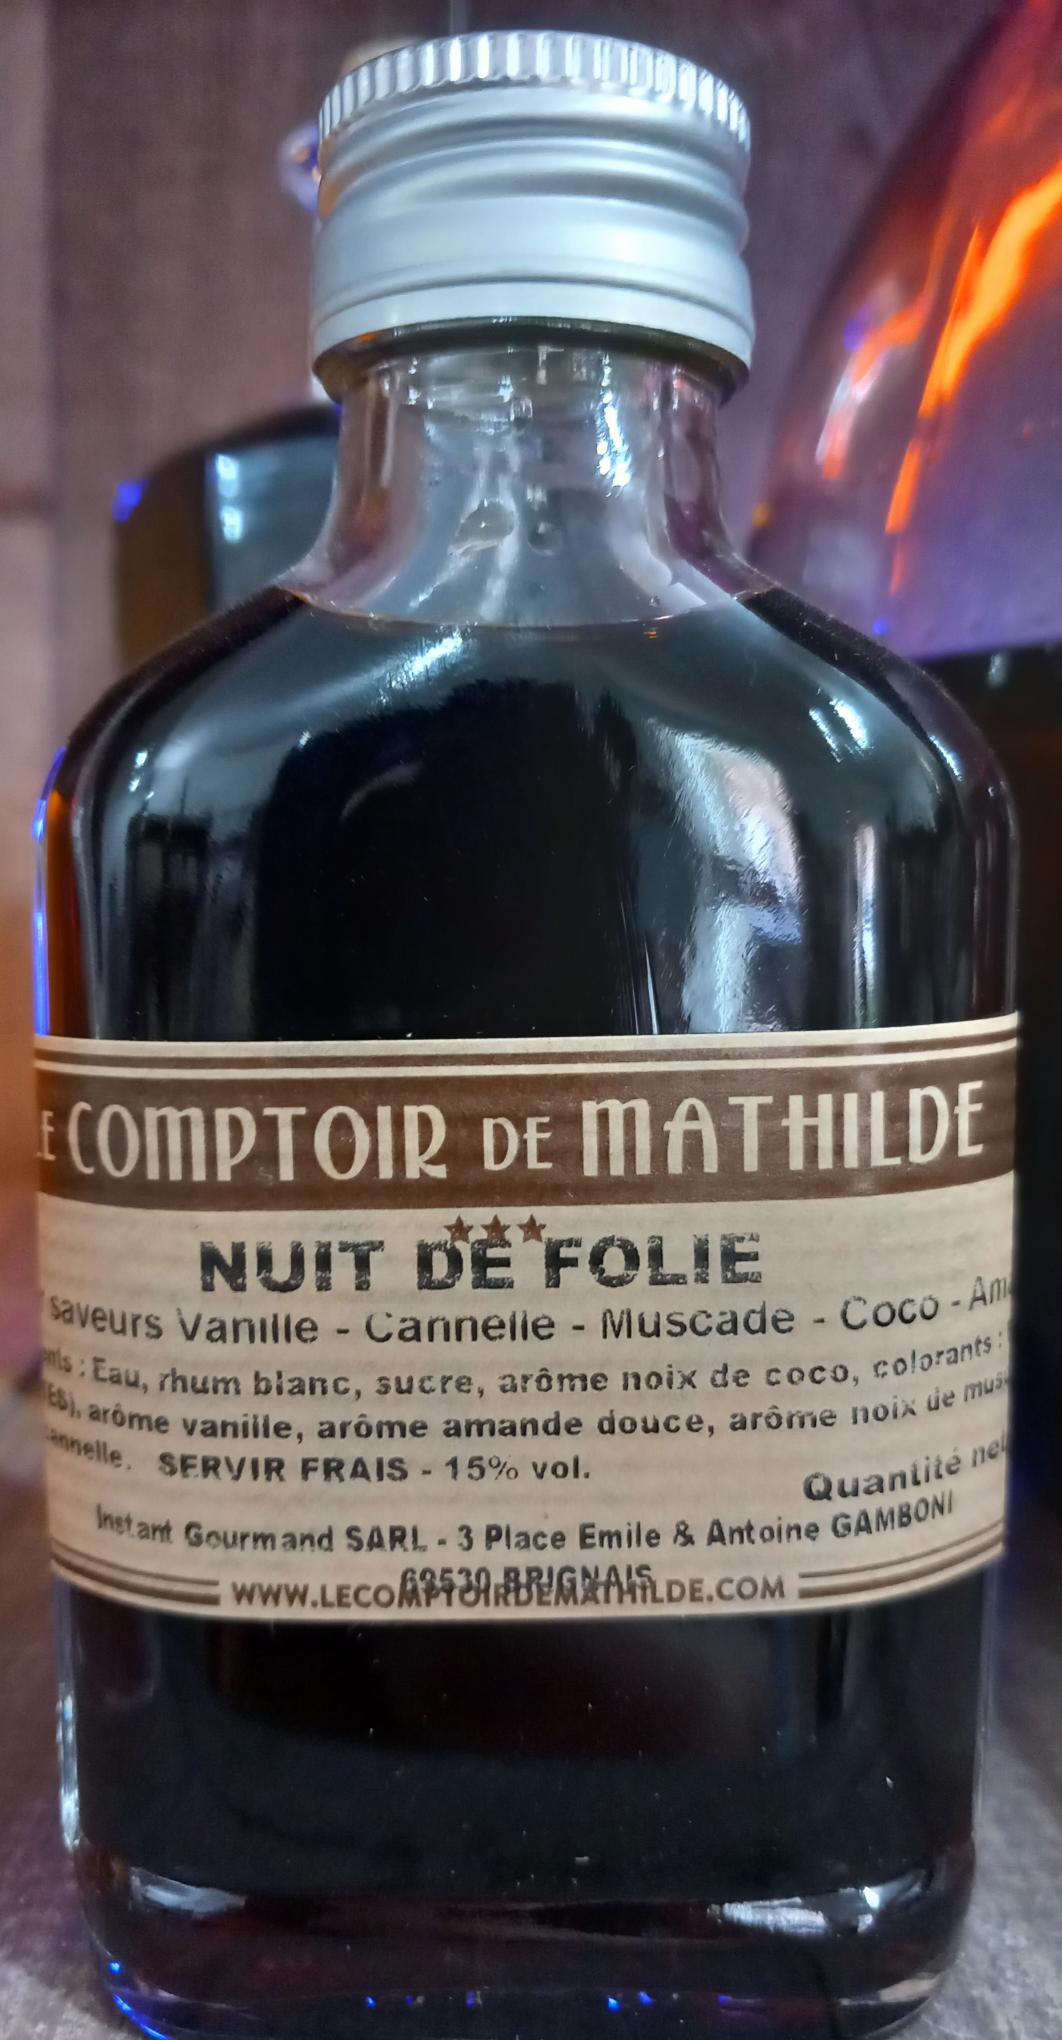 LE COMPTOIR DE MATHILDE
NUIT DE FOLIE
saveurs Vanille - Cannelle - Muscade - Coco -
: Eau, rhum blanc, sucre, arôme noix de coco, colorants :
arôme vanille, arôme amande douce, arôme noix de
cannelle. SERVIR FRAIS - 15% vol.
Quantité
Instant Gourmand SARL - 3 Place Emile & Antoine GAMBONI
69530 BRIGNAIS
WWW.LECOMPTOIRDEMATHILDE.COM